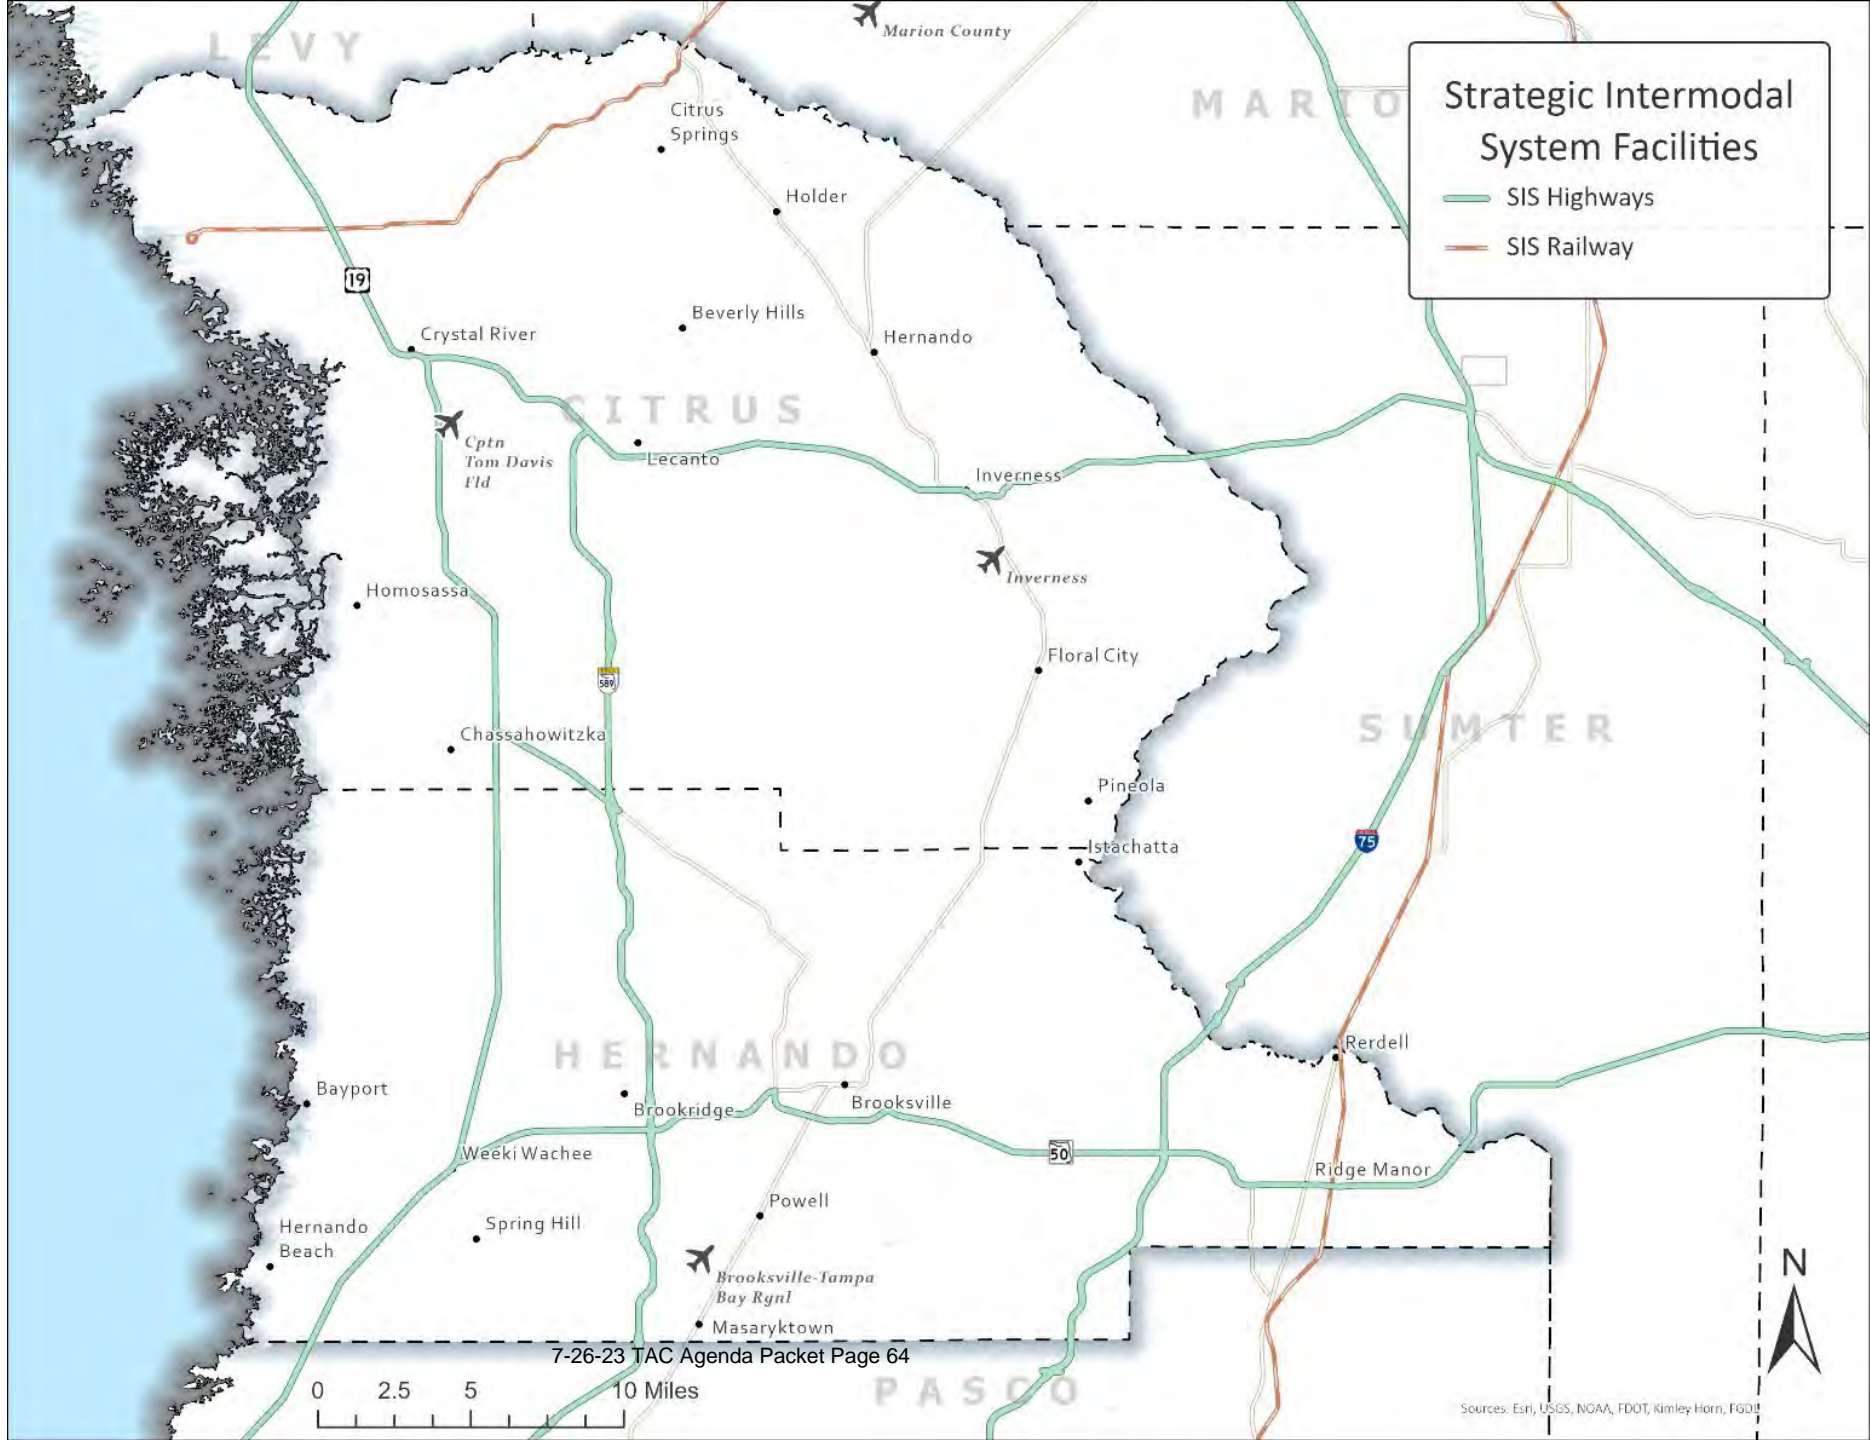 LEVY
Marion County
MARIO
Strategic Intermodal
System Facilities
SIS Highways
SIS Railway
Citrus
Springs
Holder
19
Beverly Hills
Crystal River
Hernando
CITRUS
Cptn
Tom Davis
Fld
Lecanto
Inverness
Inverness
Homosassa
Floral City
589
SUMTER
Chassahowitzka
Pineola
75
Istachatta
HERNANDO
Rerdell
Bayport
Brookridge
Brooksville
50
Weeki Wachee
Ridge Manor
Powell
Hernando
Beach
Spring Hill
N
Brooksville-Tampa
Bay Rgnl
Masaryktown
7-26-23 TAC Agenda Packet Page 64
PASCO
0 2.5 5 10 Miles
Sources: Esri, USGS, NOAA, FDOT, Kimley Horn, FGDL